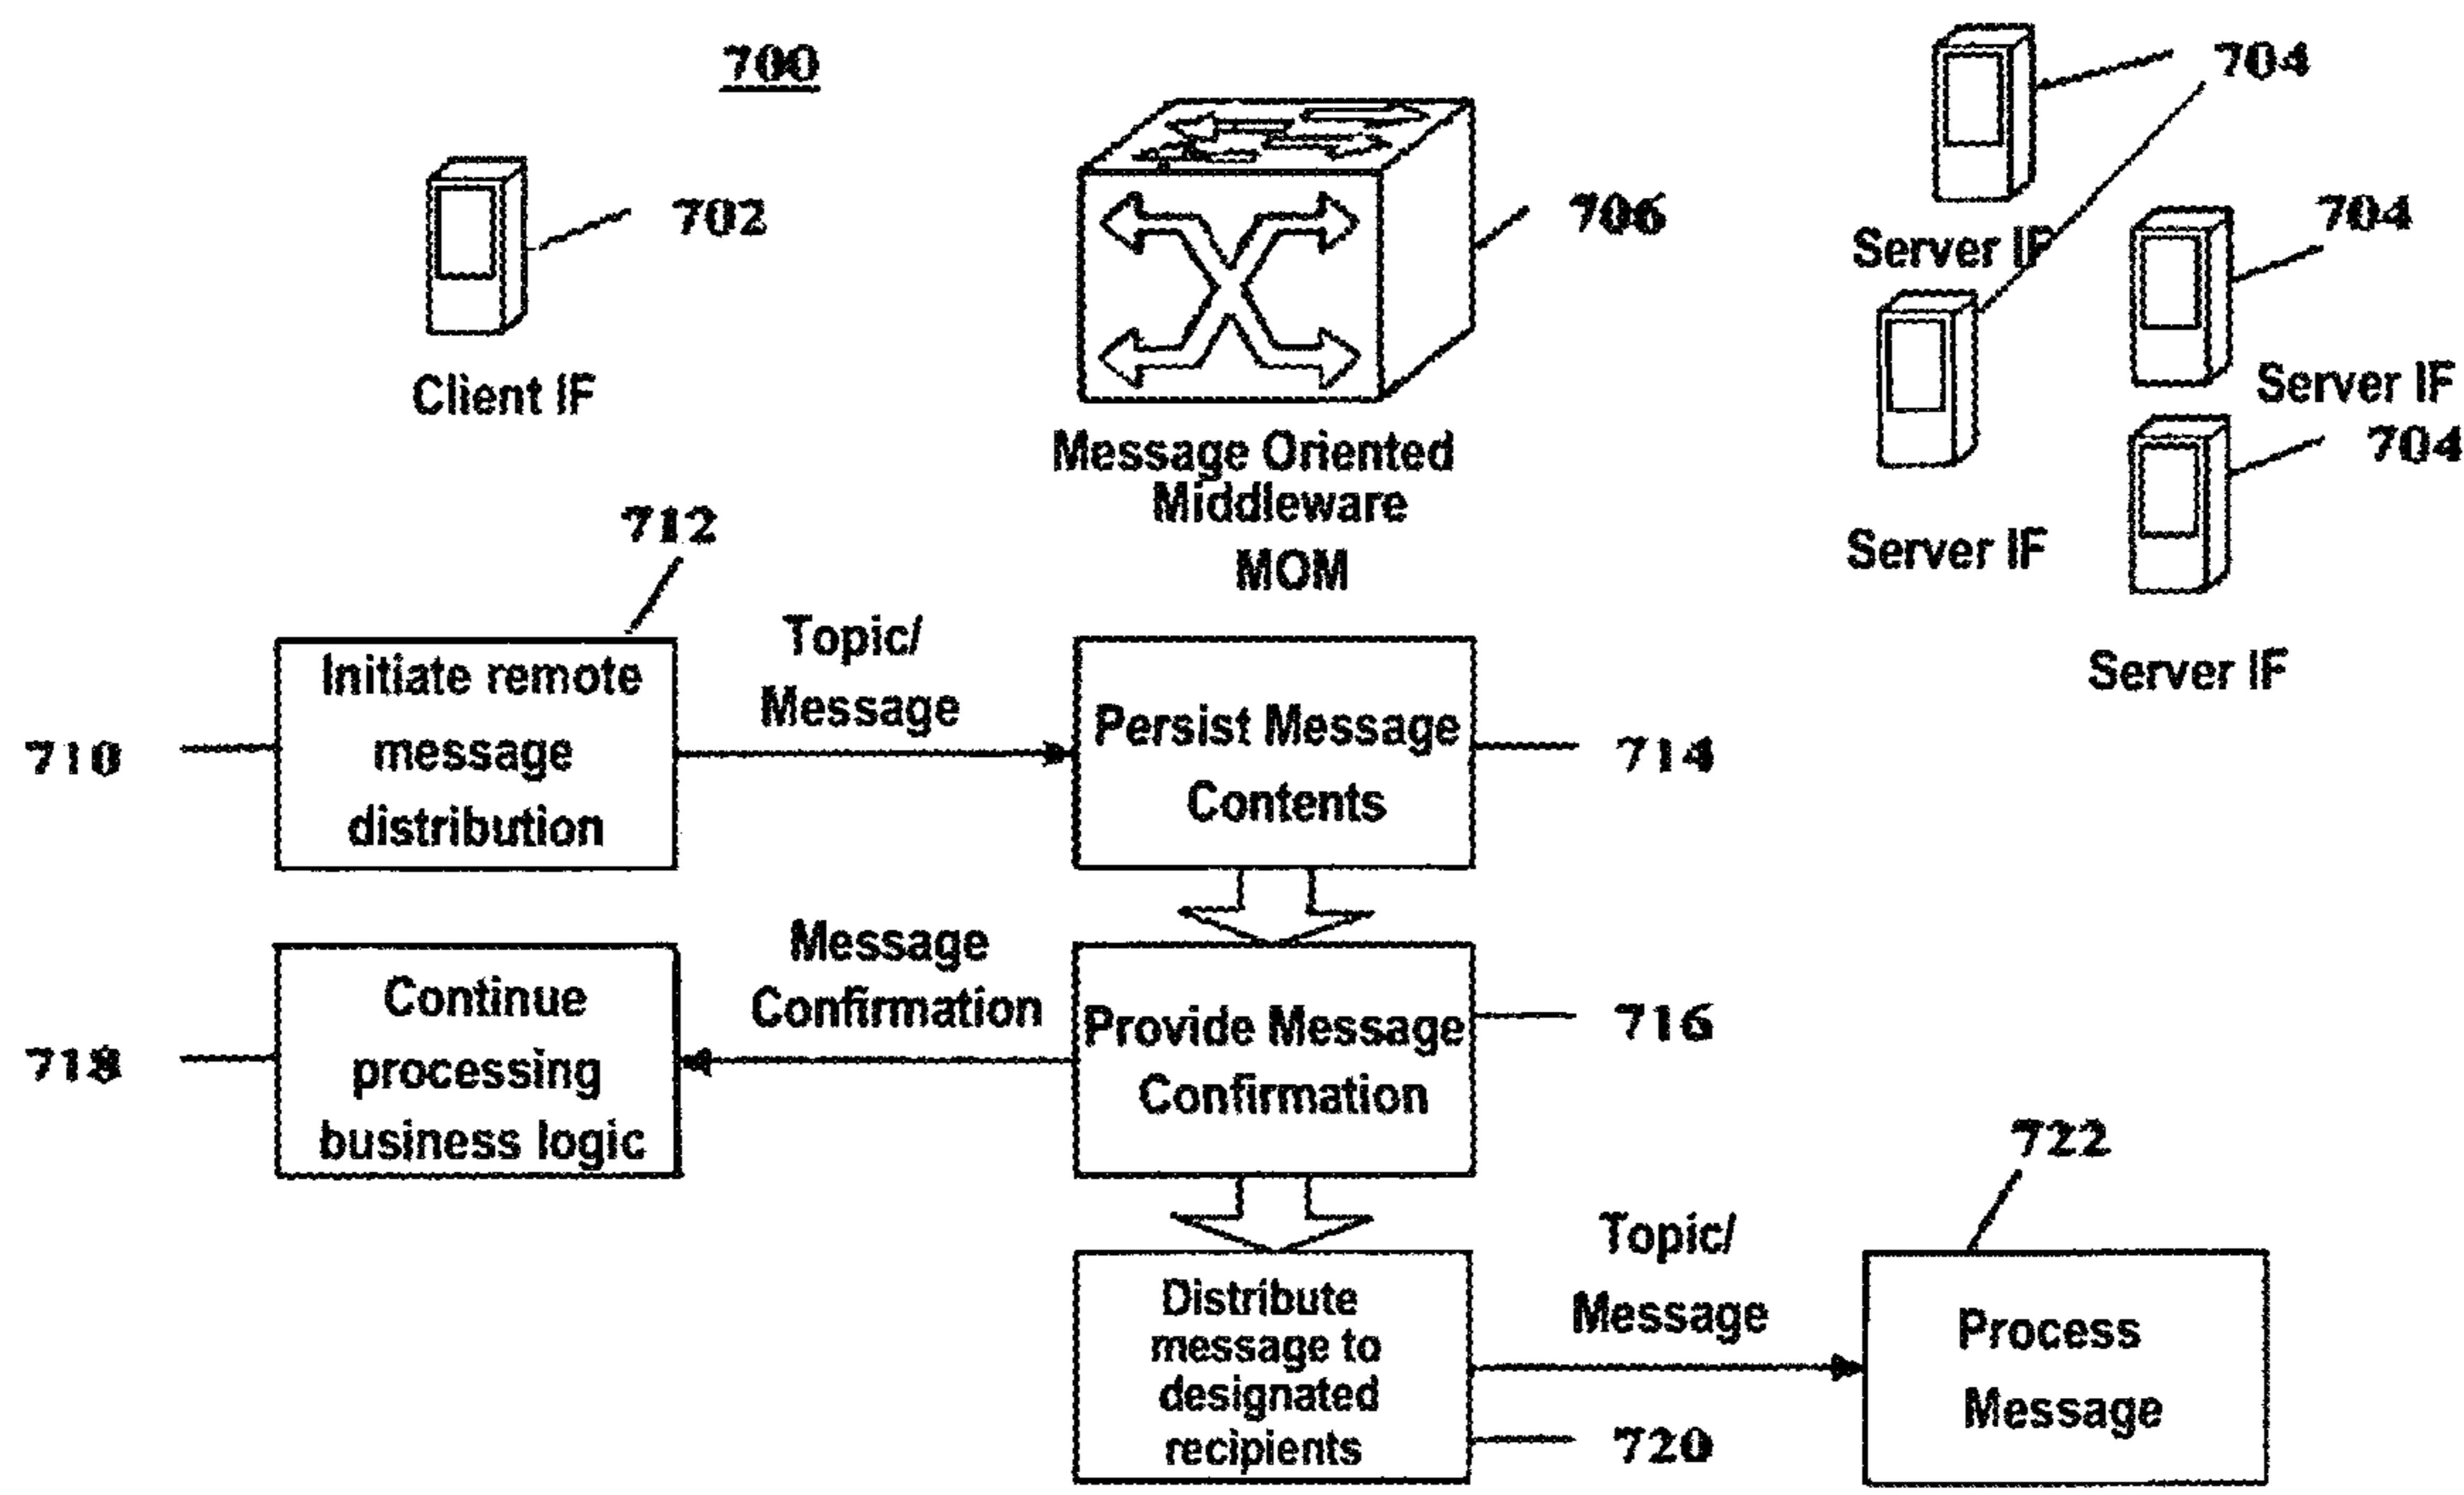 700
702
Client IF
706
Message Oriented
Middleware
MOM
704
Server IF
704
Server IF
704
Server IF
Server IF
712
710
Initiate remote
message
distribution
Topic/
Message
Persist Message
Contents
714
718
Continue
processing
business logic
Message
Confirmation
Provide Message
Confirmation
716
Distribute
message to
designated
recipients
720
Topic/
Message
722
Process
Message